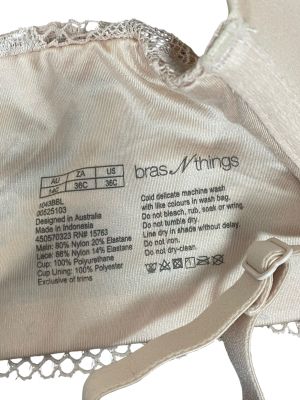 AU ZA US
14C 36C 36C
bras N things
1043BBL
00525103
Designed in Australia
Made in Indonesia
450570323 RN# 15763
Main: 80% Nylon 20% Elastane
Lace: 86% Nylon 14% Elastane
Cup: 100% Polyurethane
Cup Lining: 100% Polyester
Exclusive of trims
Cold delicate machine wash
with like colours in wash bag.
Do not bleach, rub, soak or wring.
Do not tumble dry.
Line dry in shade without delay.
Do not iron.
Do not dry-clean.